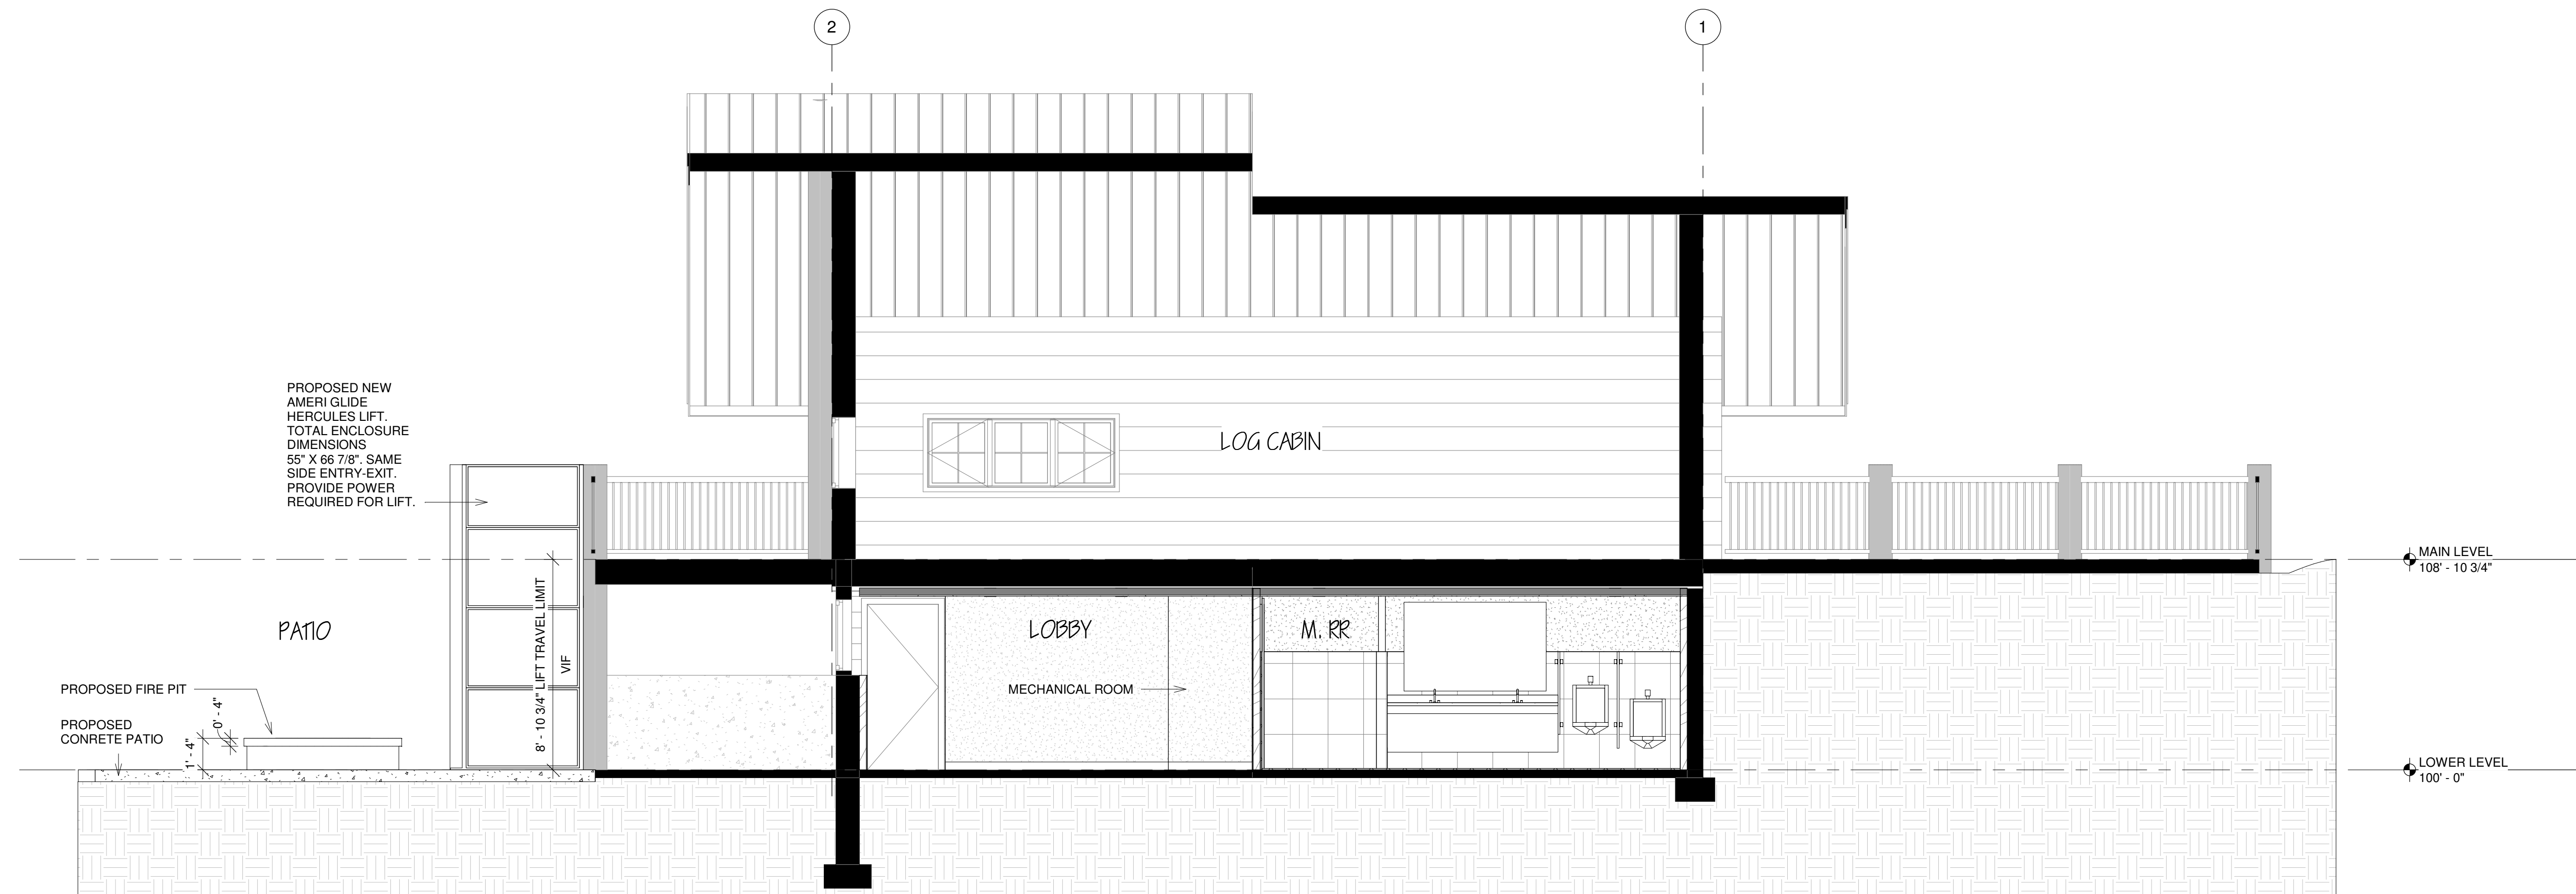 2
1
PROPOSED NEW
AMERI GLIDE
HERCULES LIFT.
TOTAL ENCLOSURE
DIMENSIONS
55" X 66 7/8". SAME
SIDE ENTRY-EXIT.
PROVIDE POWER
REQUIRED FOR LIFT.
LOG CABIN
MAIN LEVEL
108' - 10 3/4"
PATIO
8' - 10 3/4" LIFT TRAVEL LIMIT
VIF
LOBBY
M. RR
MECHANICAL ROOM
PROPOSED FIRE PIT
0' - 4"
1' - 4"
PROPOSED
CONRETE PATIO
LOWER LEVEL
100' - 0"